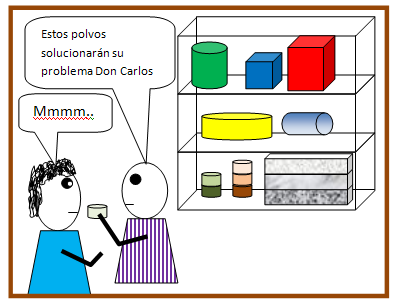 Estos polvos
solucionarán su
problema Don Carlos
Mmmm..